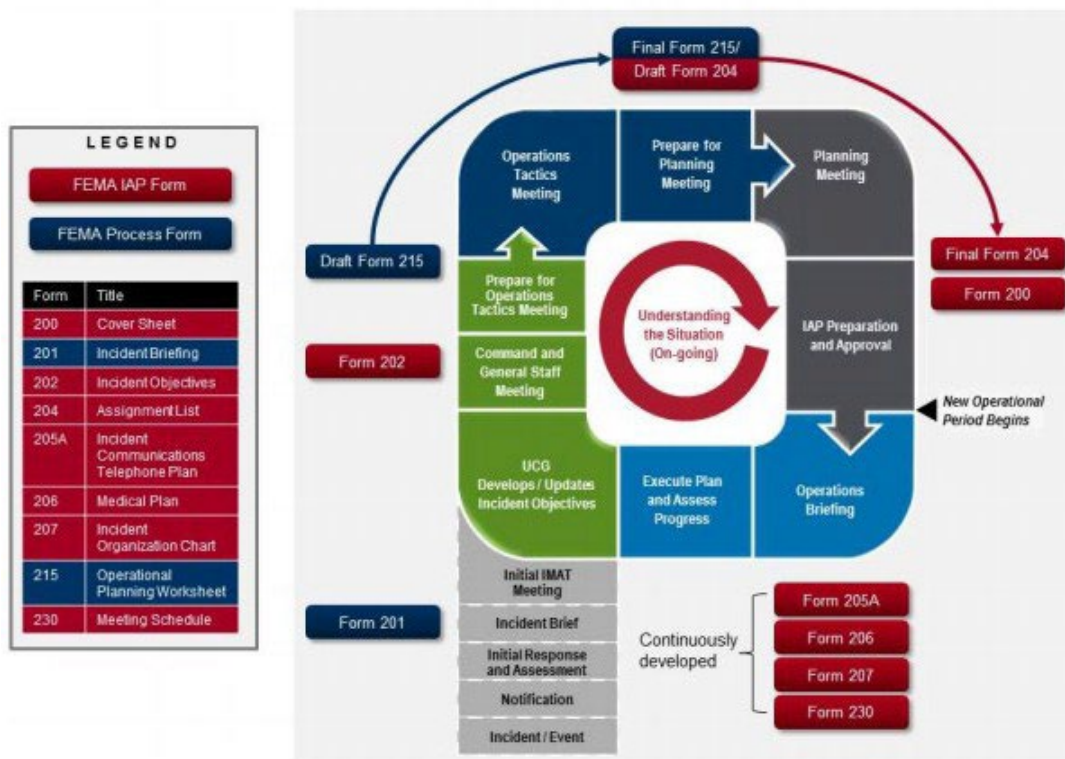 LEGEND
FEMA IAP Form
FEMA Process Form
Form Title
200 Cover Sheet
201 Incident Briefing
202 Incident Objectives
204 Assignment List
205A Incident
Communications
Telephone Plan
206 Medical Plan
207 Incident
Organization Chart
215 Operational
Planning Worksheet
230 Meeting Schedule
Final Form 215/
Draft Form 204
Operations
Tactics
Meeting
Prepare for
Planning
Meeting
Planning
Meeting
Draft Form 215
Final Form 204
Form 200
Prepare for
Operations
Tactics Meeting
Understanding
the Situation
(On-going)
IAP Preparation
and Approval
Form 202
Command and
General Staff
Meeting
New Operational
Period Begins
UCG
Develops / Updates
Incident Objectives
Execute Plan
and Assess
Progress
Operations
Briefing
Initial IMAT
Meeting
Form 201
Incident Brief
Initial Response
and Assessment
Notification
Incident / Event
Continuously
developed
Form 205A
Form 206
Form 207
Form 230